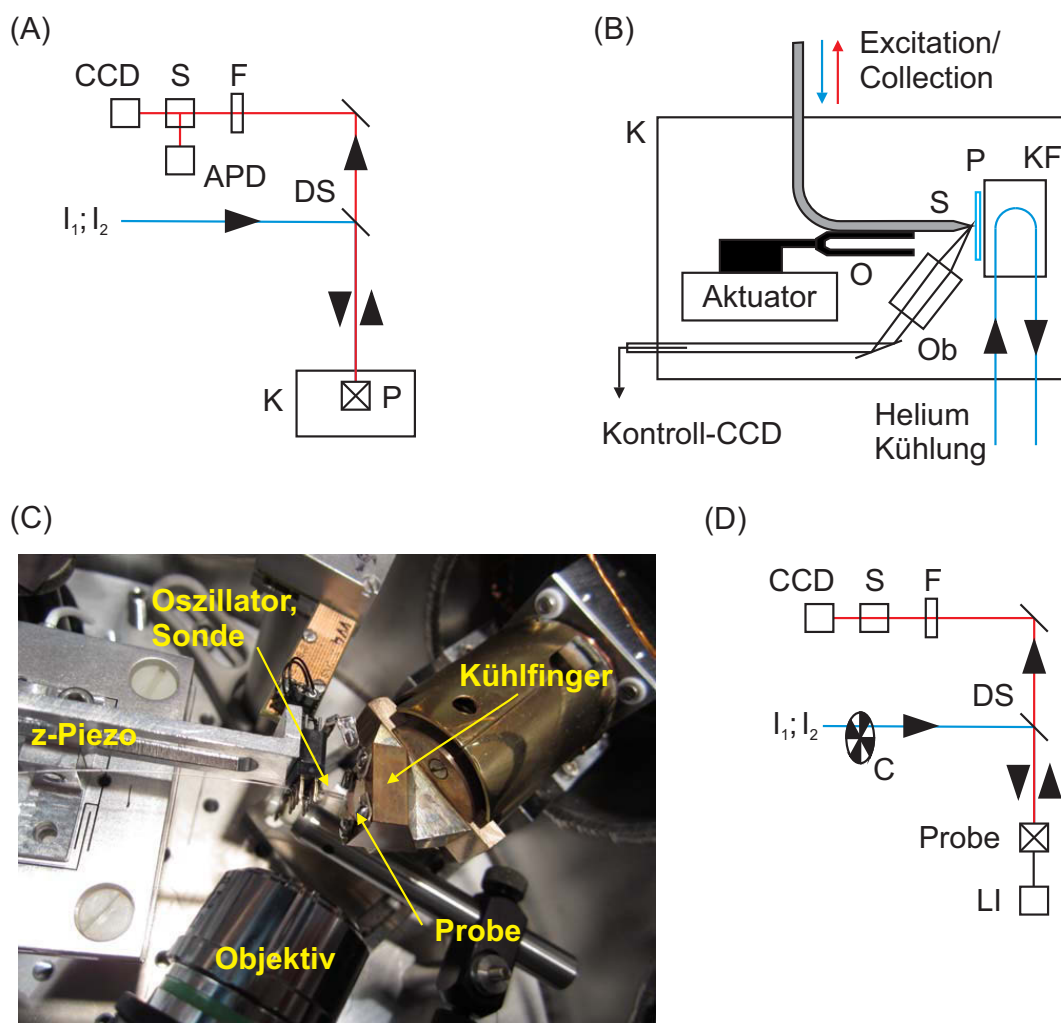 (A)
CCD S F
APD
DS
I₁; I₂
K
P
(B)
Excitation/
Collection
K
P
KF
S
O
Aktuator
Ob
Kontroll-CCD
Helium
Kühlung
(C)
Oszillator,
Sonde
Kühlfinger
z-Piezo
Probe
Objektiv
(D)
CCD S F
DS
I₁; I₂
C
Probe
LI